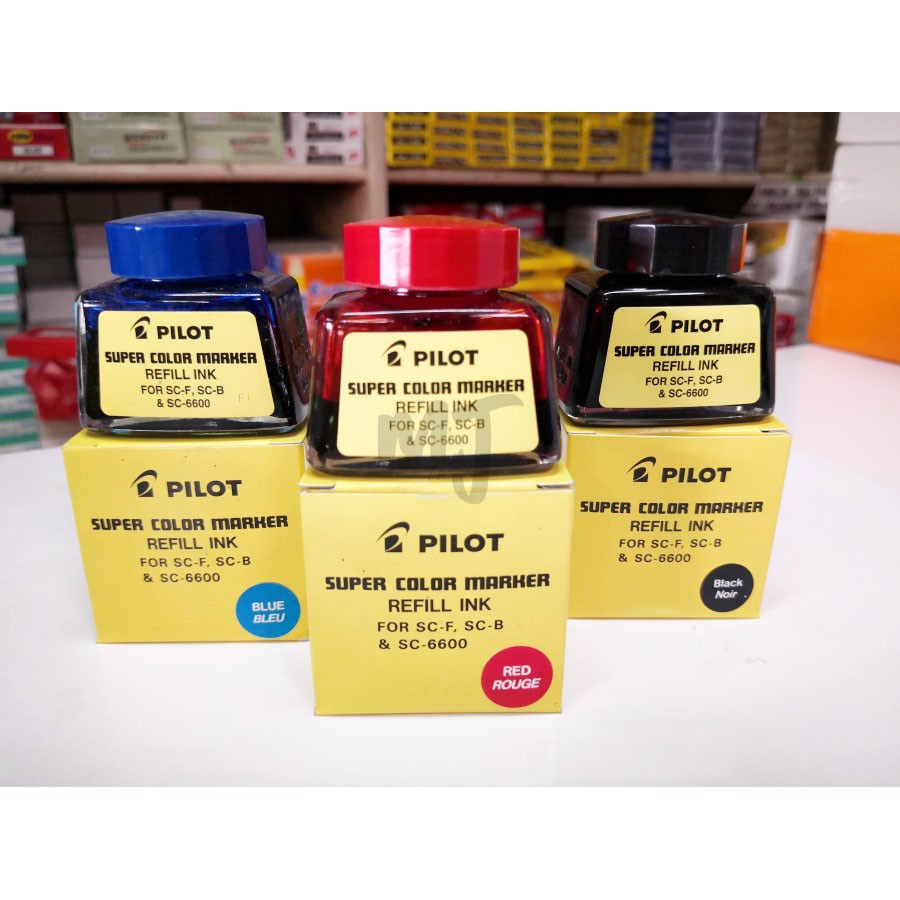 PILOT
SUPER COLOR MARKER
REFILL INK
FOR SC-F, SC-B
& SC-6600
F1
PILOT
SUPER COLOR MARKER
REFILL INK
FOR SC-F, SC-B
& SC-6600
PILOT
SUPER COLOR MARKER
REFILL INK
FOR SC-F, SC-B
& SC-6600
MJ
PILOT
SUPER COLOR MARKER
REFILL INK
FOR SC-F, SC-B
& SC-6600
BLUE
BLEU
PILOT
SUPER COLOR MARKER
REFILL INK
FOR SC-F, SC-B
& SC-6600
RED
ROUGE
PILOT
SUPER COLOR MARKER
REFILL INK
FOR SC-F, SC-B
& SC-6600
Black
Noir